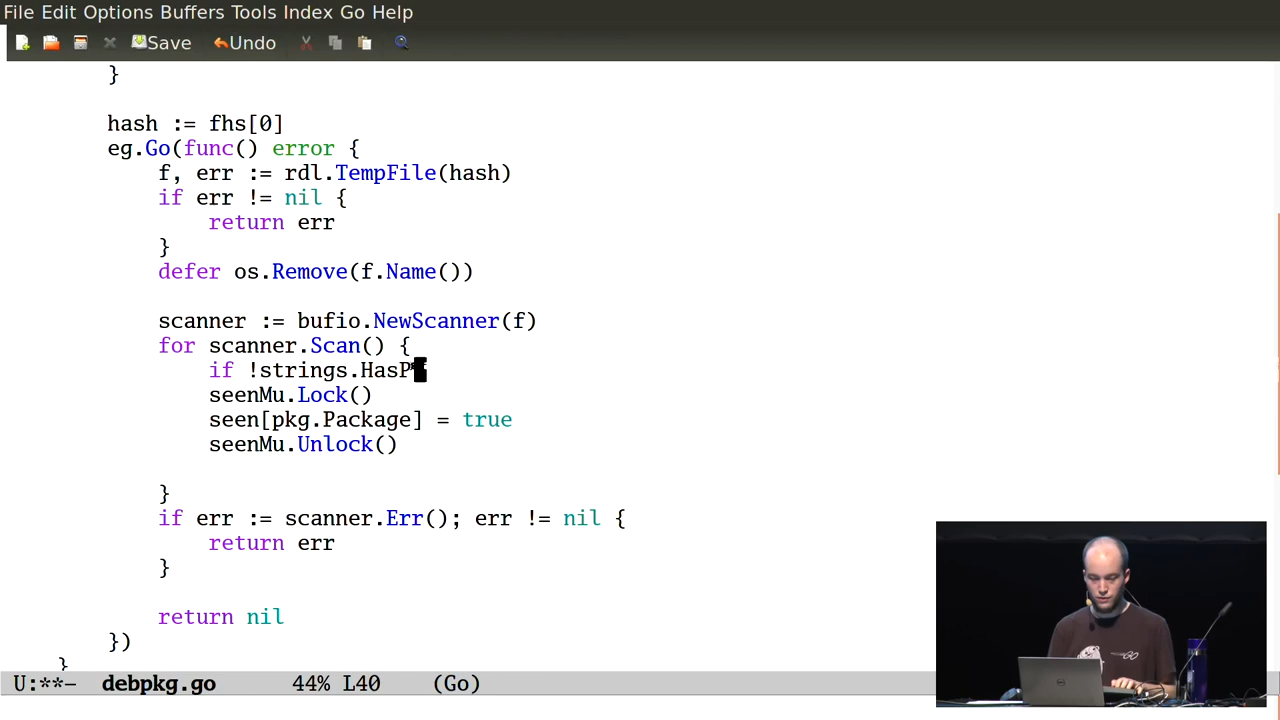 File Edit Options Buffers Tools Index Go Help
Save Undo
}
hash := fhs[0]
eg.Go(func() error {
f, err := rdl.TempFile(hash)
if err != nil {
return err
}
defer os.Remove(f.Name())
scanner := bufio.NewScanner(f)
for scanner.Scan() {
if !strings.HasP
seenMu.Lock()
seen[pkg.Package] = true
seenMu.Unlock()
}
if err := scanner.Err(); err != nil {
return err
}
return nil
})
}
U:**- debpkg.go 44% L40 (Go)